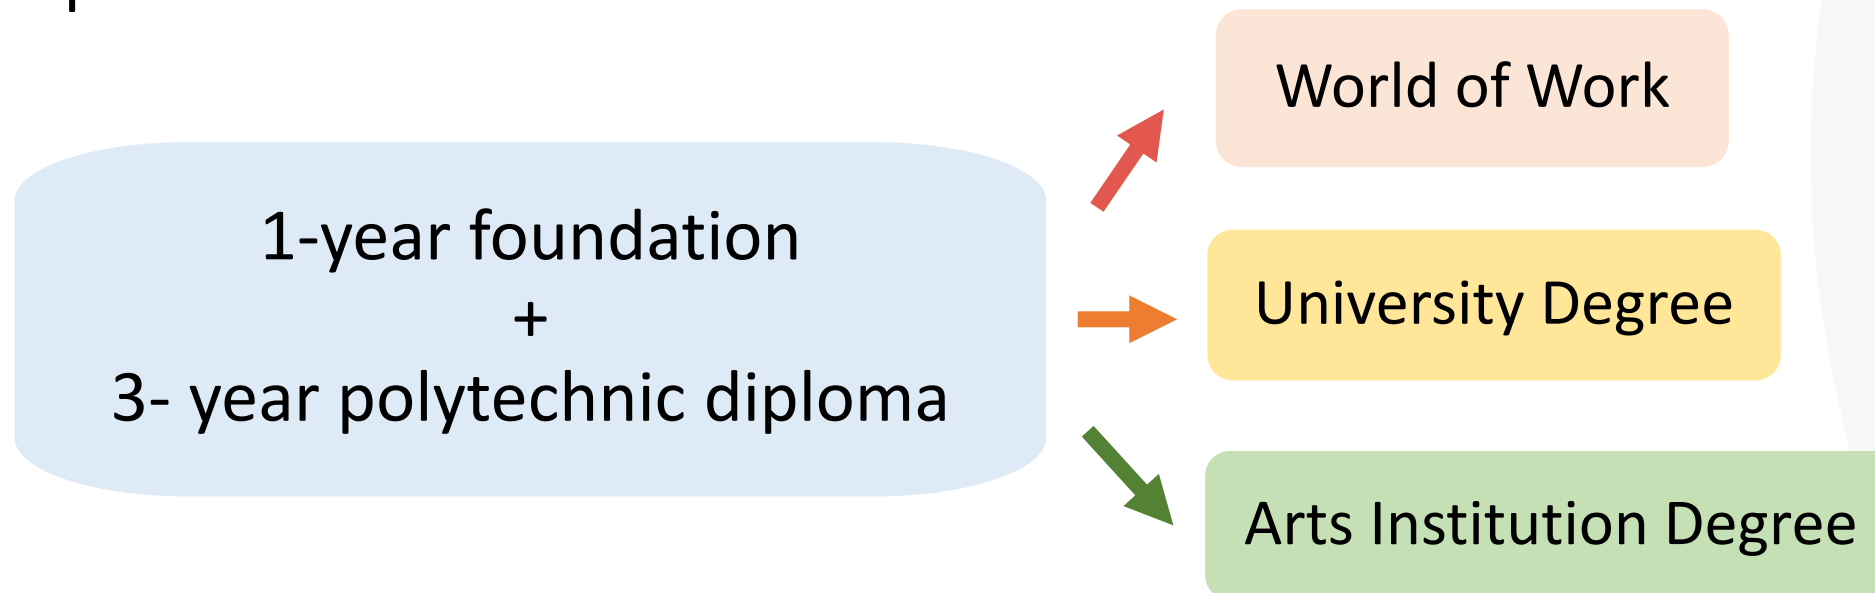 1-year foundation
+
3- year polytechnic diploma
World of Work
University Degree
Arts Institution Degree